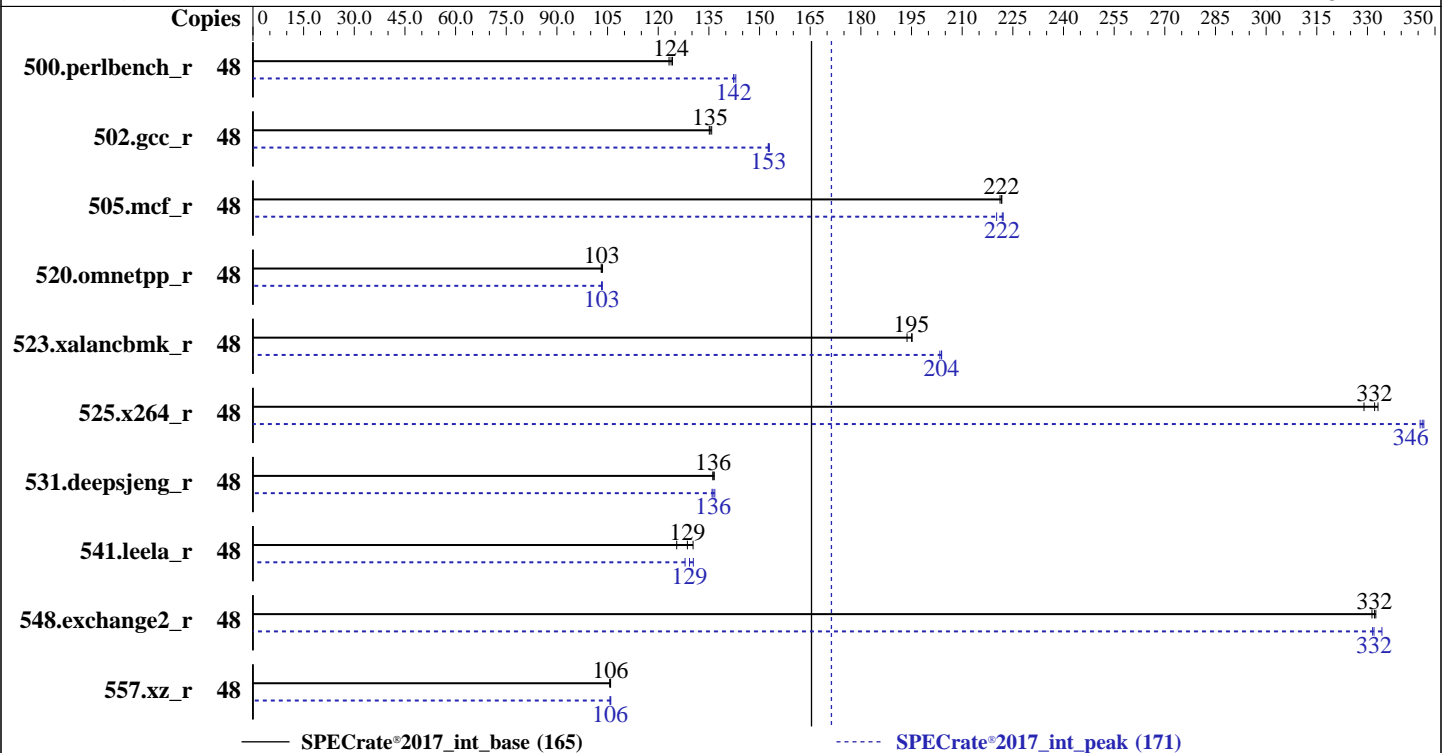 Copies 0 15.0 30.0 45.0 60.0 75.0 90.0 105 120 135 150 165 180 195 210 225 240 255 270 285 300 315 330 350
124
500.perlbench_r 48
142
135
502.gcc_r 48
153
222
505.mcf_r 48
222
103
520.omnetpp_r 48
103
195
523.xalancbmk_r 48
204
332
525.x264_r 48
346
136
531.deepsjeng_r 48
136
129
541.leela_r 48
129
332
548.exchange2_r 48
332
106
557.xz_r 48
106
SPECrate®2017_int_base (165) SPECrate®2017_int_peak (171)